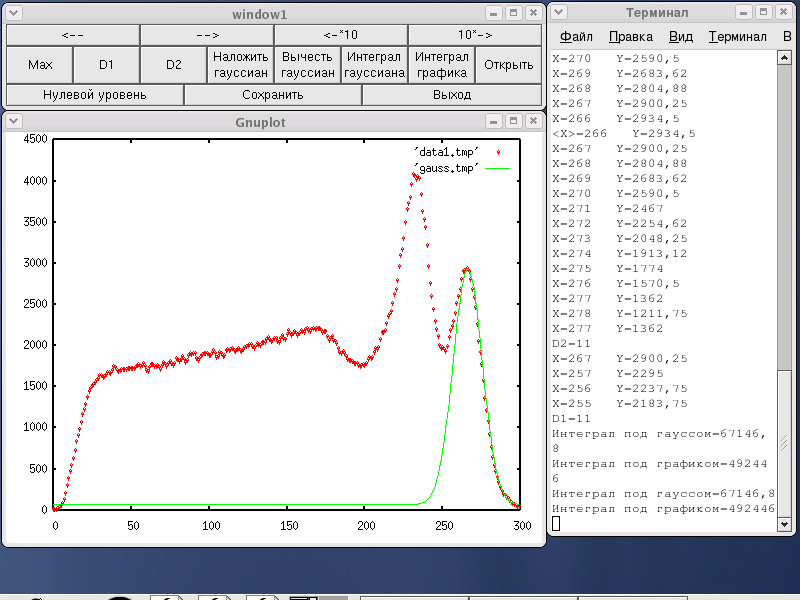 window1
<-- --> <-*10 10*->
Max D1 D2 Наложить гауссиан Вычесть гауссиан Интеграл гауссиана Интеграл графика Открыть
Нулевой уровень Сохранить Выход
Gnuplot
'data1.tmp'
'gauss.tmp'
4500
4000
3500
3000
2500
2000
1500
1000
500
0
0 50 100 150 200 250 300
Терминал
Файл Правка Вид Терминал В
X=270 Y=2590,5
X=269 Y=2683,62
X=268 Y=2804,88
X=267 Y=2900,25
X=266 Y=2934,5
<X>=266 Y=2934,5
X=267 Y=2900,25
X=268 Y=2804,88
X=269 Y=2683,62
X=270 Y=2590,5
X=271 Y=2467
X=272 Y=2254,62
X=273 Y=2048,25
X=274 Y=1913,12
X=275 Y=1774
X=276 Y=1570,5
X=277 Y=1362
X=278 Y=1211,75
X=277 Y=1362
D2=11
X=267 Y=2900,25
X=257 Y=2295
X=256 Y=2237,75
X=255 Y=2183,75
D1=11
Интеграл под гауссом=67146,
8
Интеграл под графиком=49244
6
Интеграл под гауссом=67146,8
Интеграл под графиком=492446